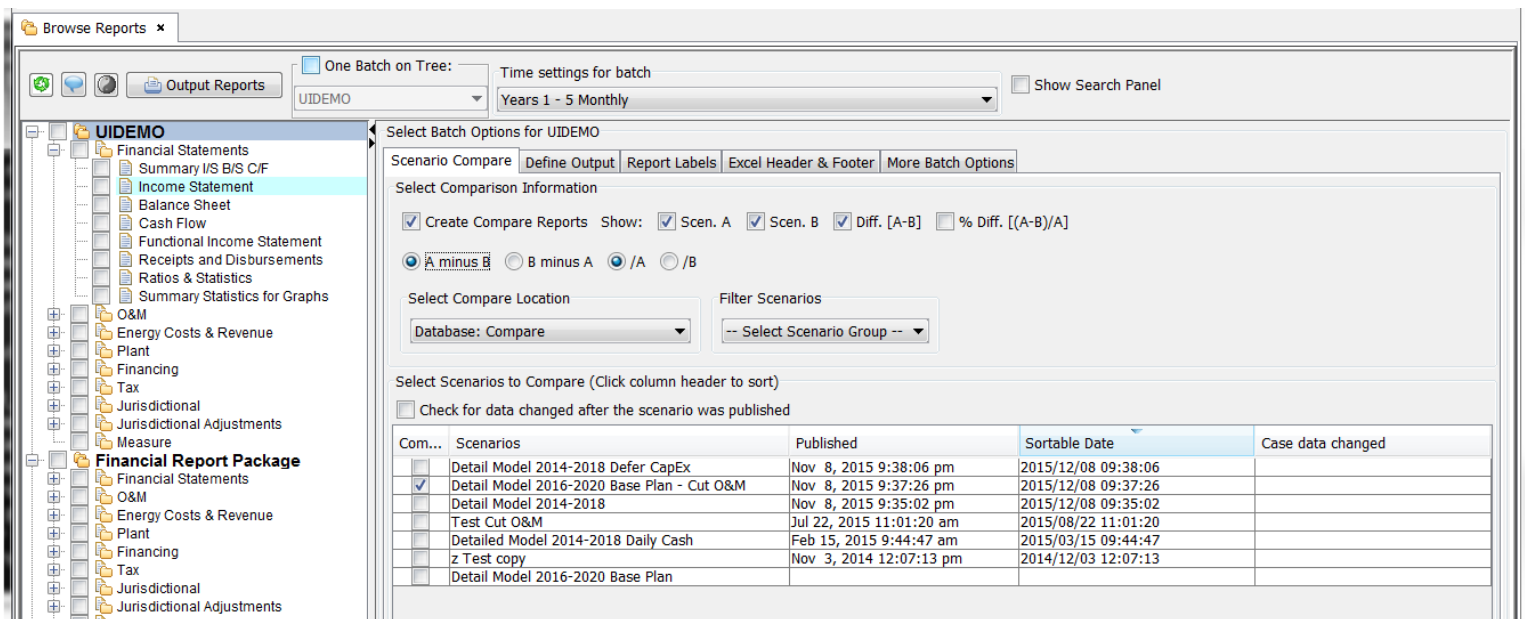 Browse Reports ×
Output Reports
One Batch on Tree:
UIDEMO
Time settings for batch
Years 1 - 5 Monthly
Show Search Panel
UIDEMO
Financial Statements
Summary I/S B/S C/F
Income Statement
Balance Sheet
Cash Flow
Functional Income Statement
Receipts and Disbursements
Ratios & Statistics
Summary Statistics for Graphs
O&M
Energy Costs & Revenue
Plant
Financing
Tax
Jurisdictional
Jurisdictional Adjustments
Measure
Financial Report Package
Financial Statements
O&M
Energy Costs & Revenue
Plant
Financing
Tax
Jurisdictional
Jurisdictional Adjustments
Select Batch Options for UIDEMO
Scenario Compare Define Output Report Labels Excel Header & Footer More Batch Options
Select Comparison Information
Create Compare Reports Show: Scen. A Scen. B Diff. [A-B] % Diff. [(A-B)/A]
A minus B B minus A /A /B
Select Compare Location Filter Scenarios
Database: Compare -- Select Scenario Group --
Select Scenarios to Compare (Click column header to sort)
Check for data changed after the scenario was published
Com... Scenarios Published Sortable Date Case data changed
Detail Model 2014-2018 Defer CapEx Nov 8, 2015 9:38:06 pm 2015/12/08 09:38:06
Detail Model 2016-2020 Base Plan - Cut O&M Nov 8, 2015 9:37:26 pm 2015/12/08 09:37:26
Detail Model 2014-2018 Nov 8, 2015 9:35:02 pm 2015/12/08 09:35:02
Test Cut O&M Jul 22, 2015 11:01:20 am 2015/08/22 11:01:20
Detailed Model 2014-2018 Daily Cash Feb 15, 2015 9:44:47 am 2015/03/15 09:44:47
z Test copy Nov 3, 2014 12:07:13 pm 2014/12/03 12:07:13
Detail Model 2016-2020 Base Plan